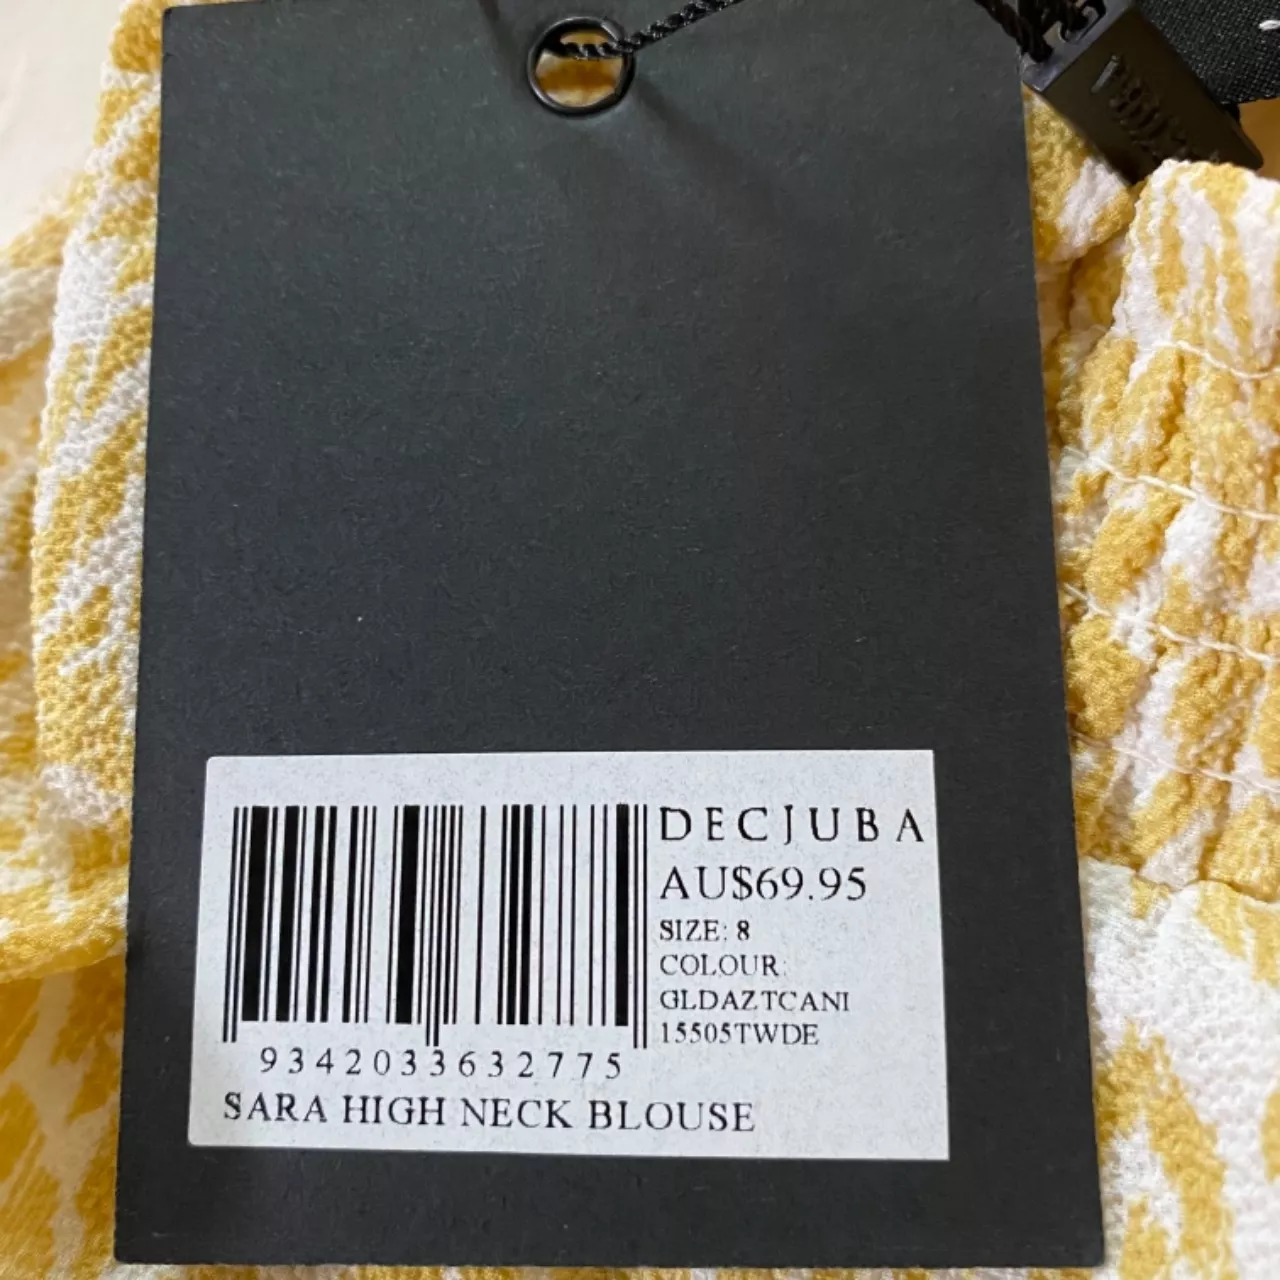 DECJUBA
AU$69.95
SIZE: 8
COLOUR:
GLDAZTCANI
15505TWDE
9342033632775
SARA HIGH NECK BLOUSE